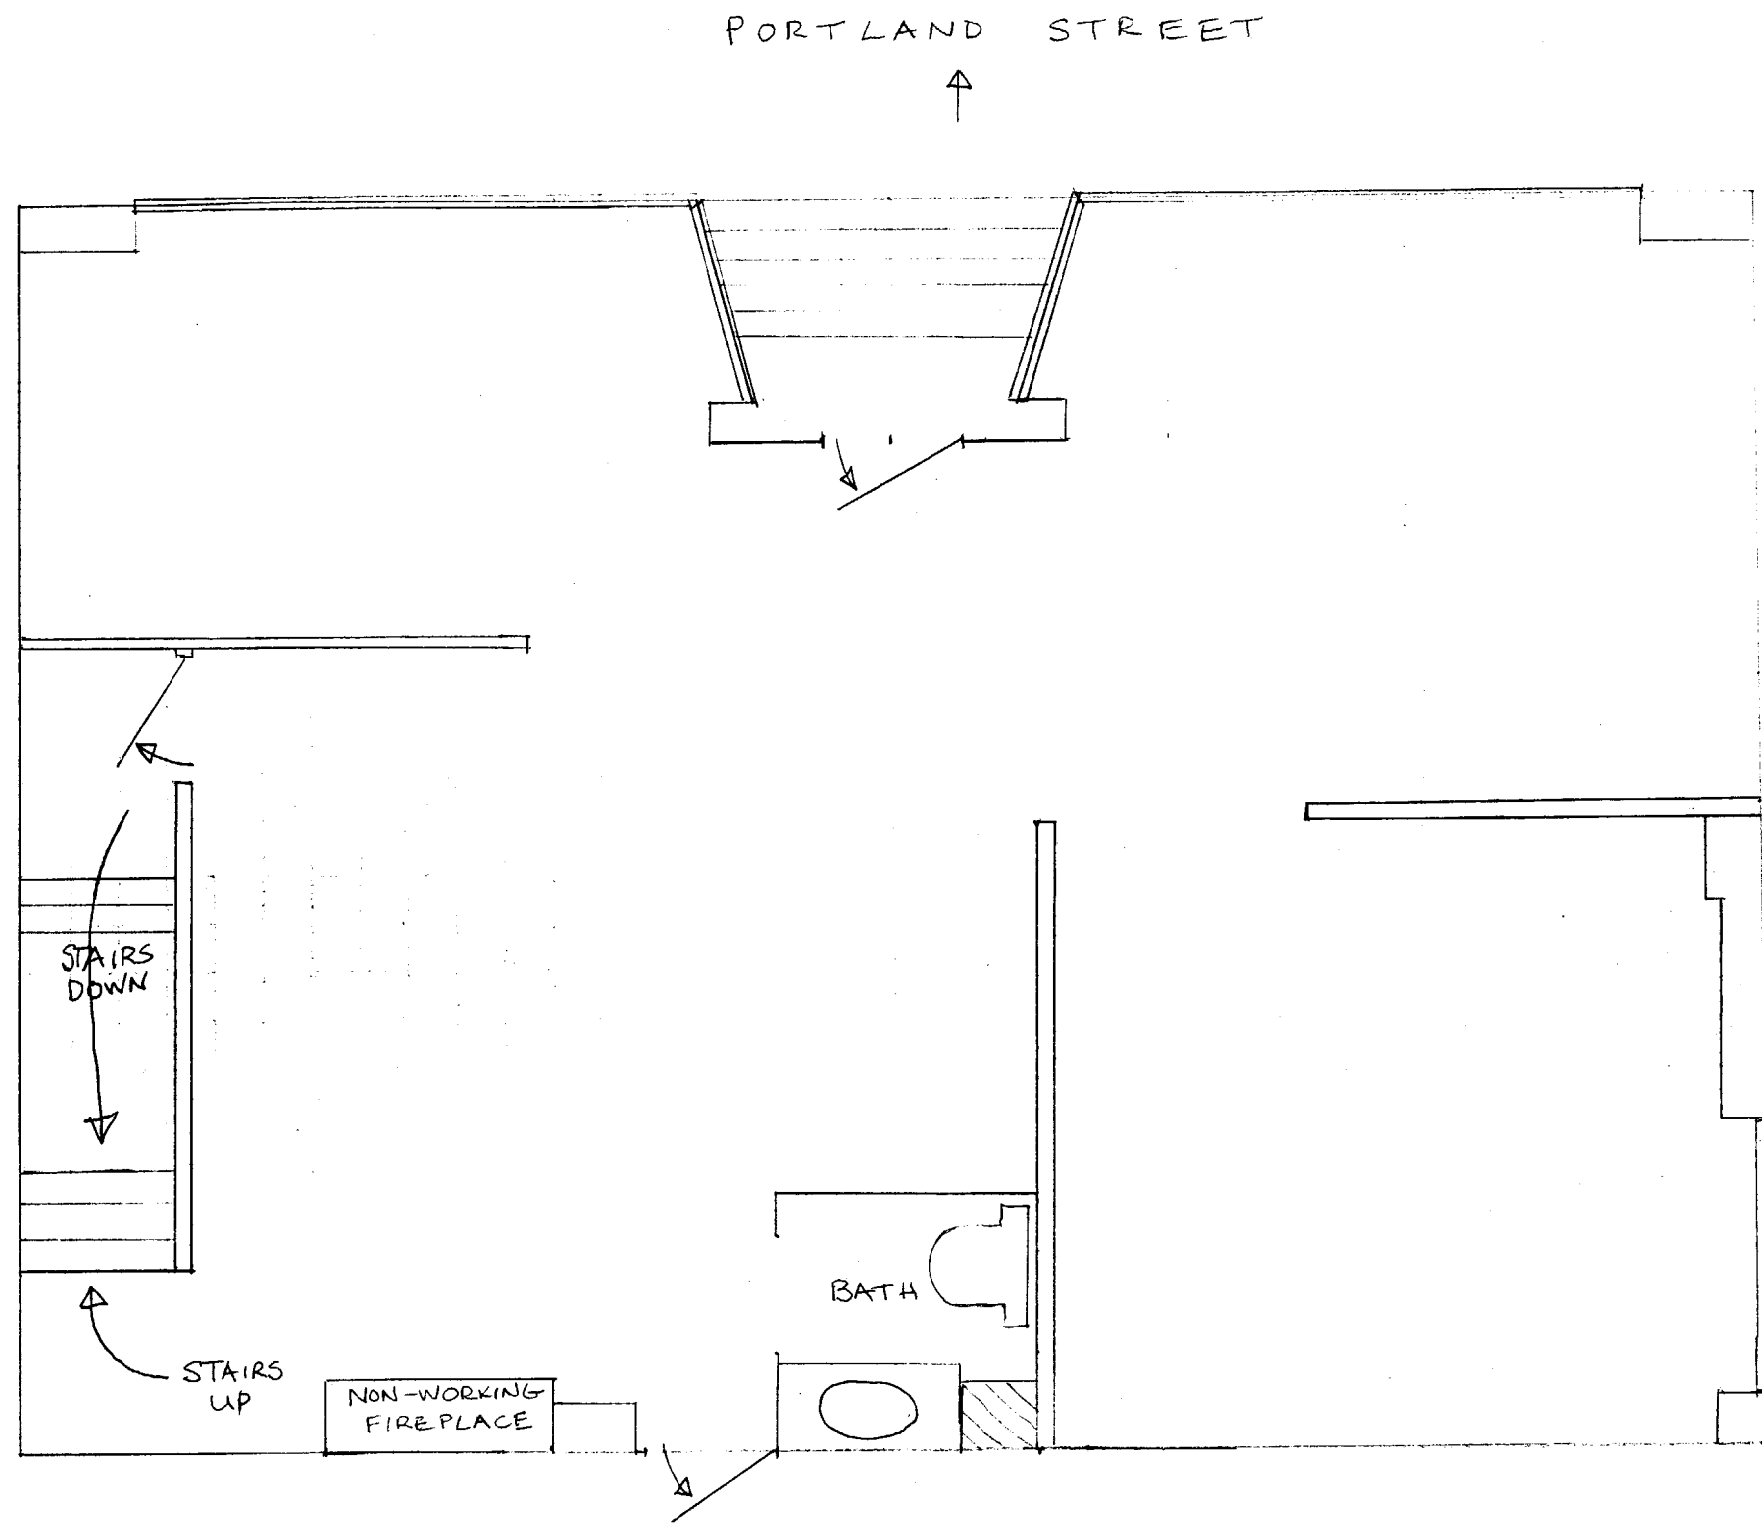 PORTLAND STREET
STAIRS
DOWN
BATH
STAIRS
UP
NON-WORKING
FIREPLACE